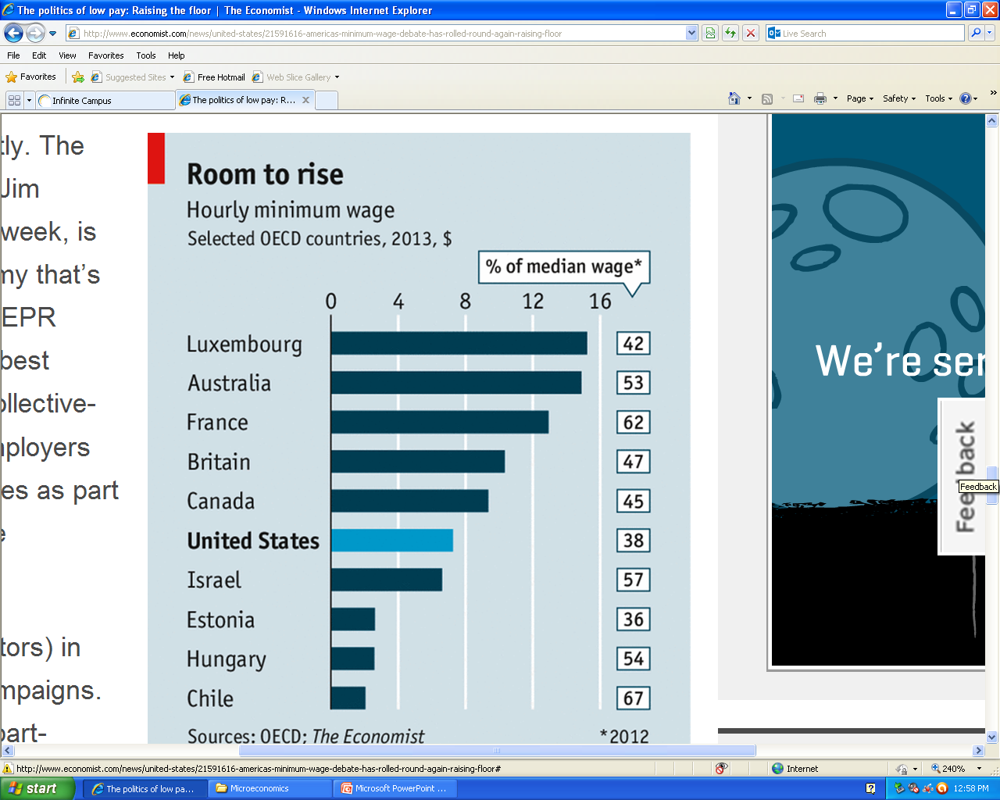 The politics of low pay: Raising the floor | The Economist - Windows Internet Explorer
http://www.economist.com/news/united-states/21591616-americas-minimum-wage-debate-has-rolled-round-again-raising-floor
Live Search
File Edit View Favorites Tools Help
Favorites Suggested Sites Free Hotmail Web Slice Gallery
Infinite Campus The politics of low pay: R... Page Safety Tools
tly. The
Jim
week, is
my that's
EPR
best
ollective-
mployers
es as part
e
tors) in
mpaigns.
part-
Room to rise
Hourly minimum wage
Selected OECD countries, 2013, $
% of median wage*
0 4 8 12 16
Luxembourg 42
Australia 53
France 62
Britain 47
Canada 45
United States 38
Israel 57
Estonia 36
Hungary 54
Chile 67
Sources: OECD; The Economist *2012
We're ser
Feedback
Feedback
http://www.economist.com/news/united-states/21591616-americas-minimum-wage-debate-has-rolled-round-again-raising-floor# Internet 240%
start The politics of low pa... Microeconomics Microsoft PowerPoint ... 12:58 PM